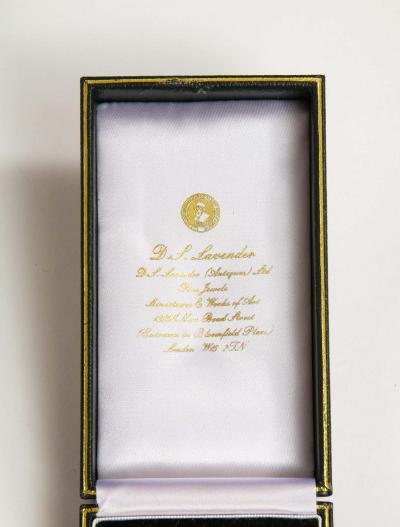 D.S. Lavender
D.S. Lavender (Antiques) Ltd
Fine Jewels
Miniatures & Works of Art
New Bond Street
(Entrance in Bloomfield Place)
London W1S 2TN